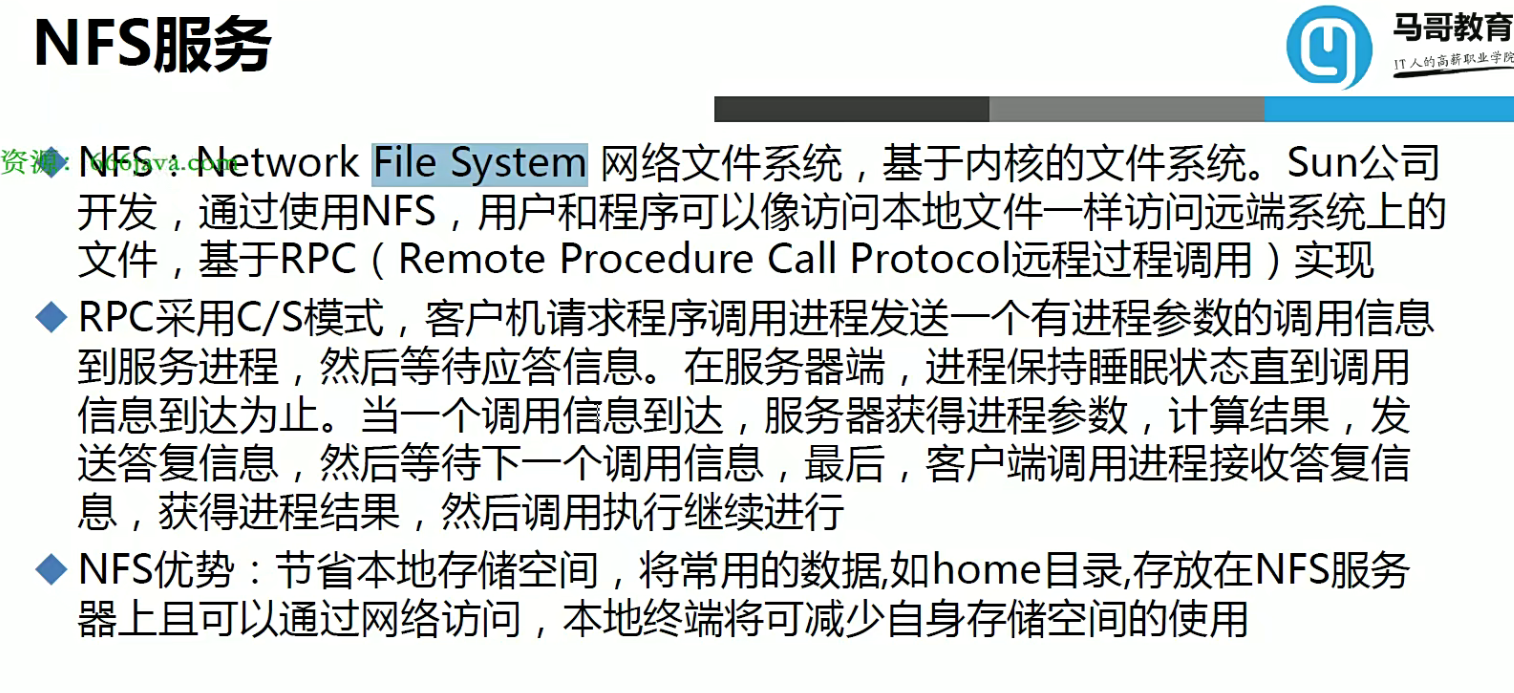 NFS服务
马哥教育
IT人的高薪职业学院
资源：666java.com
NFS：Network File System 网络文件系统，基于内核的文件系统。Sun公司
开发，通过使用NFS，用户和程序可以像访问本地文件一样访问远端系统上的
文件，基于RPC（Remote Procedure Call Protocol远程过程调用）实现
RPC采用C/S模式，客户机请求程序调用进程发送一个有进程参数的调用信息
到服务进程，然后等待应答信息。在服务器端，进程保持睡眠状态直到调用
信息到达为止。当一个调用信息到达，服务器获得进程参数，计算结果，发
送答复信息，然后等待下一个调用信息，最后，客户端调用进程接收答复信
息，获得进程结果，然后调用执行继续进行
NFS优势：节省本地存储空间，将常用的数据,如home目录,存放在NFS服务
器上且可以通过网络访问，本地终端将可减少自身存储空间的使用